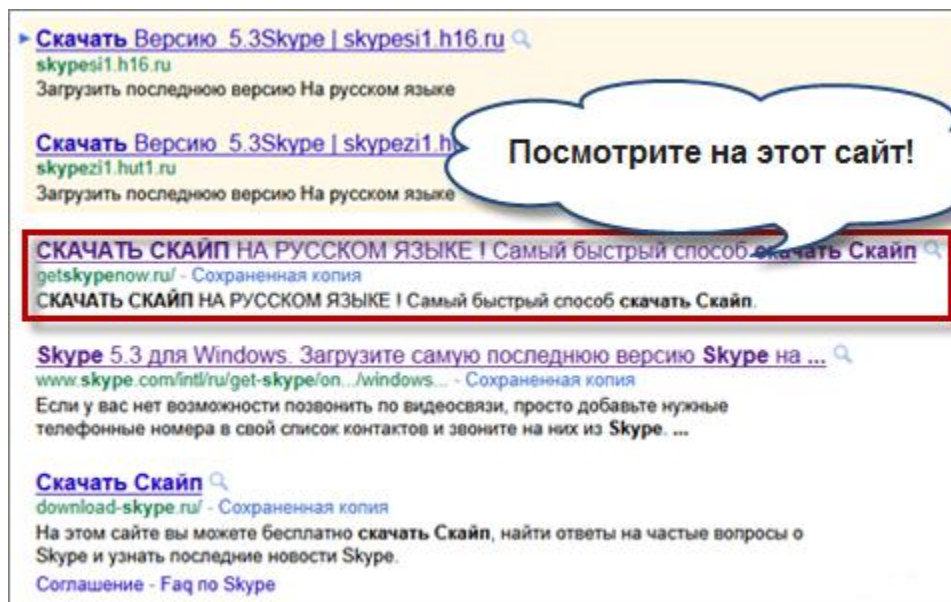 Скачать Версию 5.3Skype | skypesi1.h16.ru
skypesi1.h16.ru
Загрузить последнюю версию На русском языке
Скачать Версию 5.3Skype | skypezi1.h
skypezi1.hut1.ru
Загрузить последнюю версию На русском языке
Посмотрите на этот сайт!
СКАЧАТЬ СКАЙП НА РУССКОМ ЯЗЫКЕ ! Самый быстрый способ скачать Скайп
getskypenow.ru/ - Сохраненная копия
СКАЧАТЬ СКАЙП НА РУССКОМ ЯЗЫКЕ ! Самый быстрый способ скачать Скайп.
Skype 5.3 для Windows. Загрузите самую последнюю версию Skype на ...
www.skype.com/intl/ru/get-skype/on.../windows... - Сохраненная копия
Если у вас нет возможности позвонить по видеосвязи, просто добавьте нужные
телефонные номера в свой список контактов и звоните на них из Skype. ...
Скачать Скайп
download-skype.ru/ - Сохраненная копия
На этом сайте вы можете бесплатно скачать Скайп, найти ответы на частые вопросы о
Skype и узнать последние новости Skype.
Соглашение - Faq по Skype